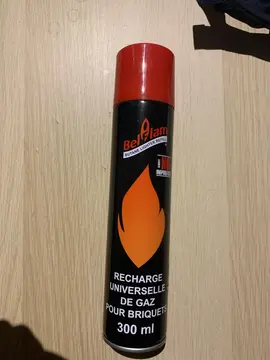 Belflam
RECHARGE
UNIVERSELLE
DE GAZ
POUR BRIQUETS
300 ml